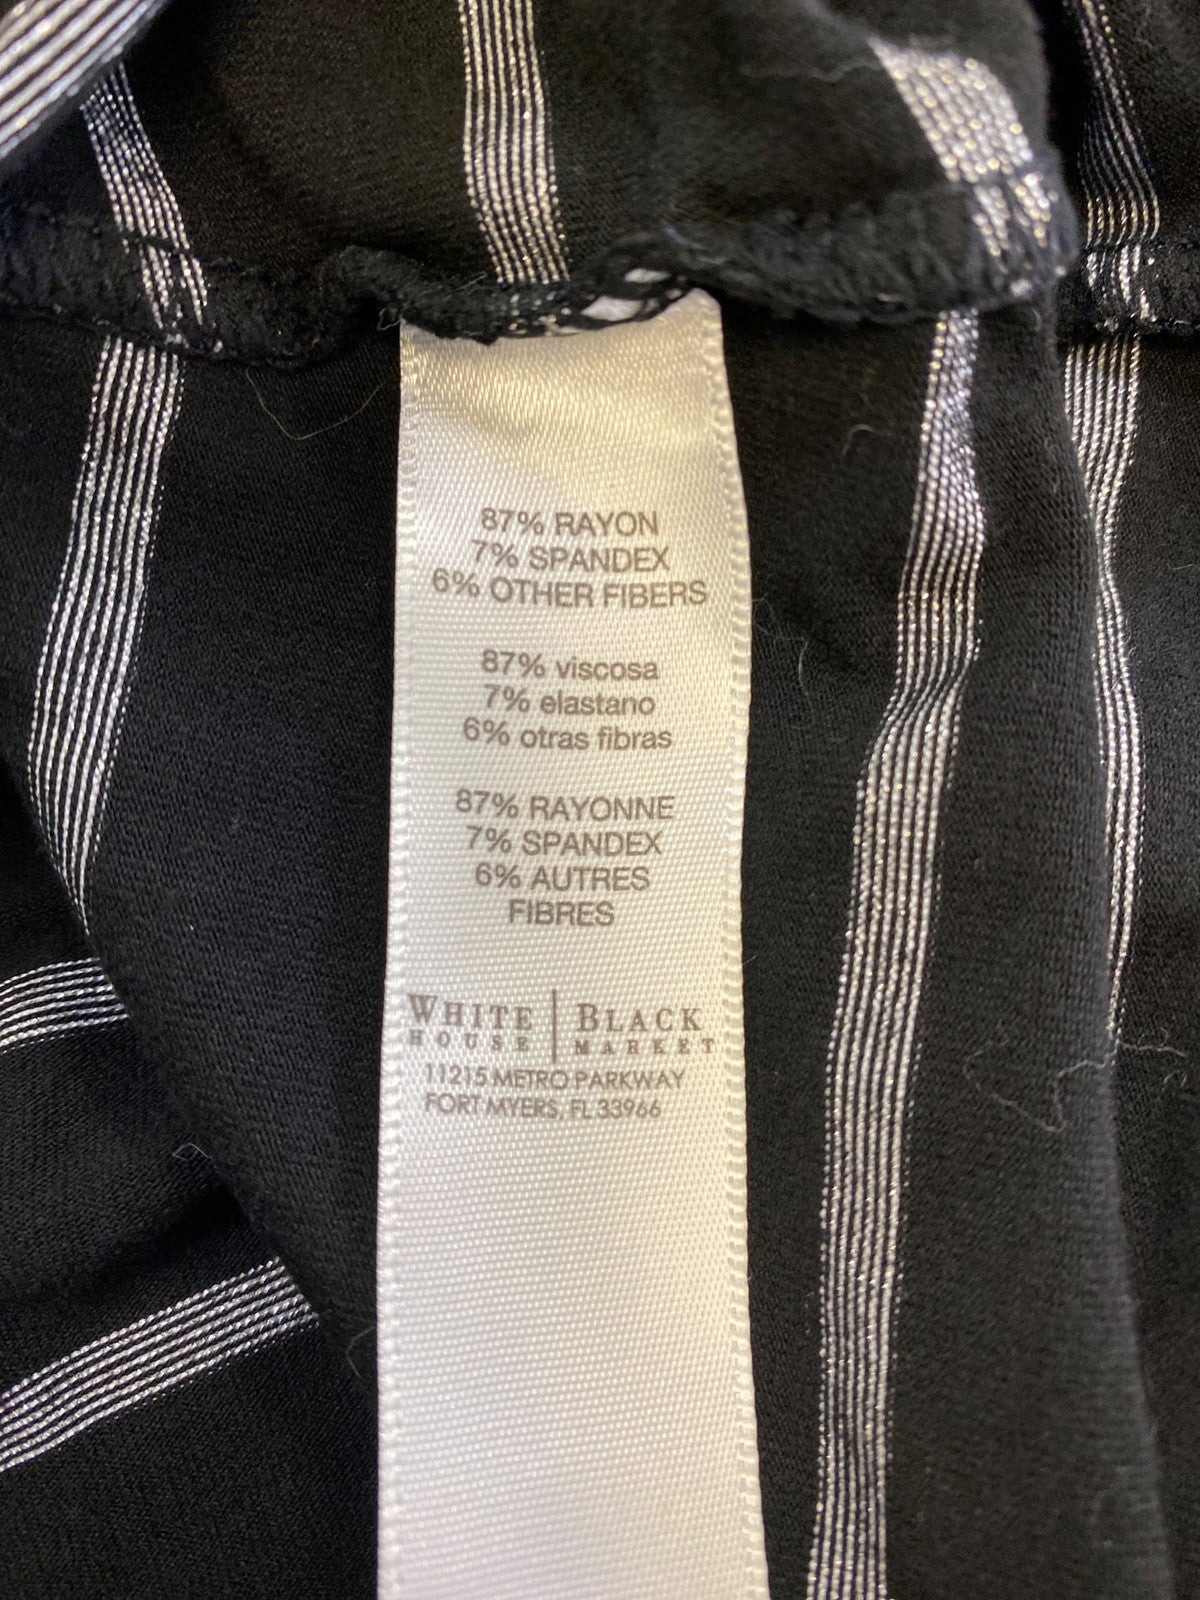 87% RAYON
7% SPANDEX
6% OTHER FIBERS
87% viscosa
7% elastano
6% otras fibras
87% RAYONNE
7% SPANDEX
6% AUTRES
FIBRES
WHITE | BLACK
HOUSE | MARKET
11215 METRO PARKWAY
FORT MYERS, FL 33966